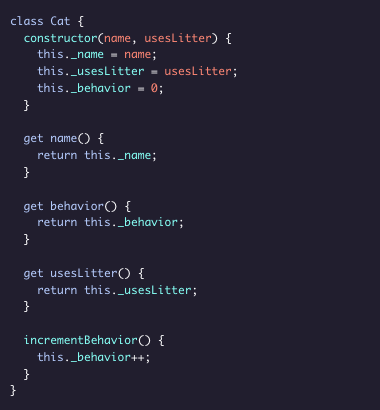 class Cat {
  constructor(name, usesLitter) {
    this._name = name;
    this._usesLitter = usesLitter;
    this._behavior = 0;
  }

  get name() {
    return this._name;
  }

  get behavior() {
    return this._behavior;
  }

  get usesLitter() {
    return this._usesLitter;
  }

  incrementBehavior() {
    this._behavior++;
  }
}